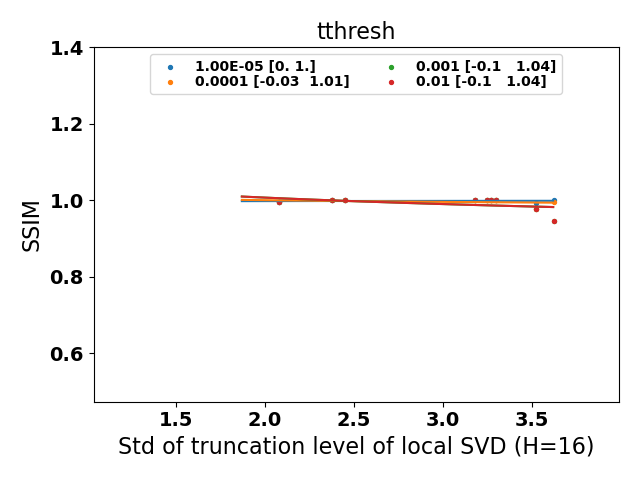 tthresh
1.00E-05 [0. 1.]
0.0001 [-0.03  1.01]
0.001 [-0.1   1.04]
0.01 [-0.1   1.04]
SSIM
1.4
1.2
1.0
0.8
0.6
1.5 2.0 2.5 3.0 3.5
Std of truncation level of local SVD (H=16)